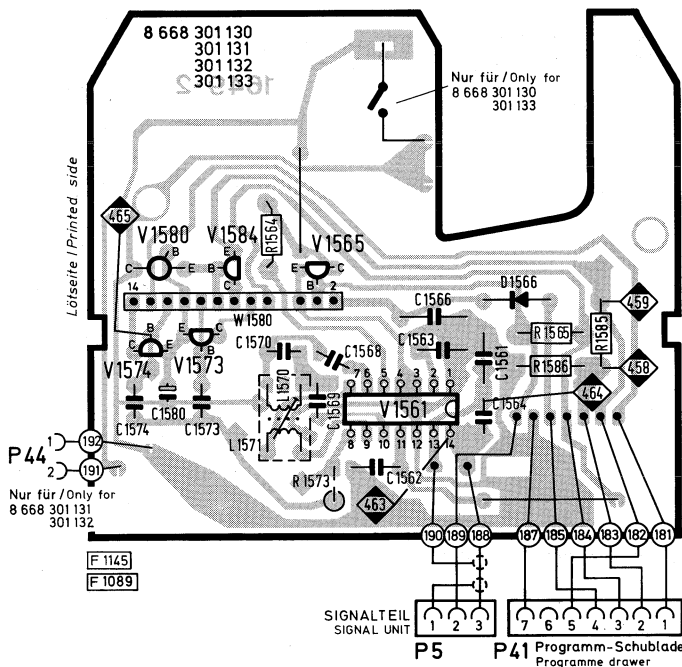 8 668 301 130
301 131
301 132
301 133
1649 2
Nur für / Only for
8 668 301 130
301 133
Lötseite / Printed side
465
V1580
V1584
R1564
V1565
B
C
E
E
B
C
E
C
B
14
2
W1580
D1566
459
C1566
R1565
R1585
C1563
R1586
458
C1561
464
C1564
B
C
E
E
C
B
V1574
V1573
C1570
C1568
L1570
C1569
L1571
C1574
C1580
C1573
7 6 5 4 3 2 1
V1561
8 9 10 11 12 13 14
R1573
C1562
463
P44
1
192
2
191
Nur für / Only for
8 668 301 131
301 132
190 189 188
187 185 184 183 182 181
F 1145
F 1089
SIGNALTEIL
SIGNAL UNIT
1 2 3
P5
7 6 5 4 3 2 1
P41
Programm-Schublade
Programme drawer